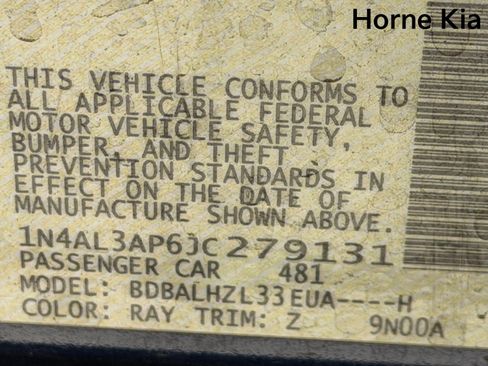 Horne Kia
THIS VEHICLE CONFORMS TO
ALL APPLICABLE FEDERAL
MOTOR VEHICLE SAFETY,
BUMPER, AND THEFT
PREVENTION STANDARDS IN
EFFECT ON THE DATE OF
MANUFACTURE SHOWN ABOVE.
1N4AL3AP6JC279131
PASSENGER CAR 481
MODEL: BDBALHZL33EUA----H
COLOR: RAY TRIM: Z 9N00A